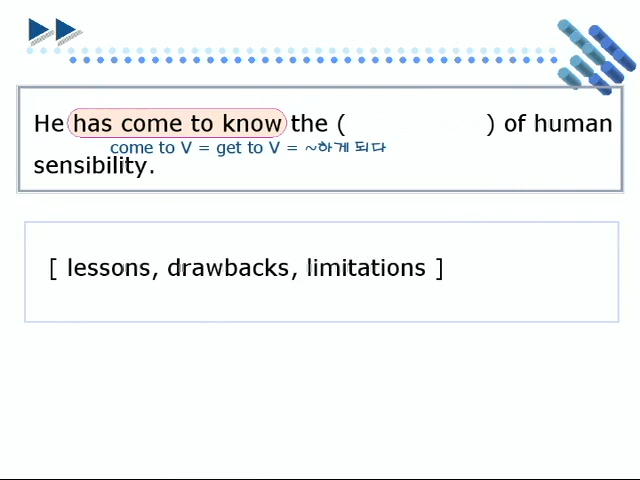 He has come to know the (                    ) of human
come to V = get to V = ~하게 되다
sensibility.
[ lessons, drawbacks, limitations ]